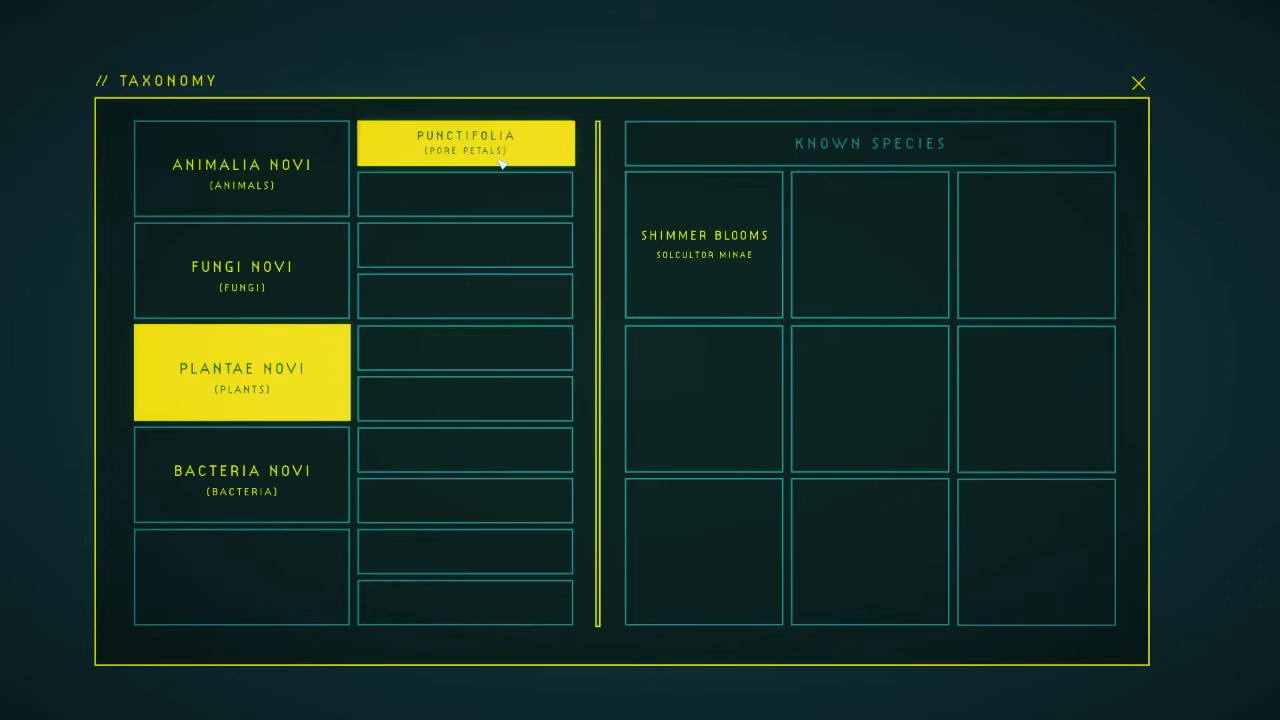 // TAXONOMY
ANIMALIA NOVI
(ANIMALS)
FUNGI NOVI
(FUNGI)
PLANTAE NOVI
(PLANTS)
BACTERIA NOVI
(BACTERIA)
PUNCTIFOLIA
(PORE PETALS)
KNOWN SPECIES
SHIMMER BLOOMS
SOLCULTOR MINAE